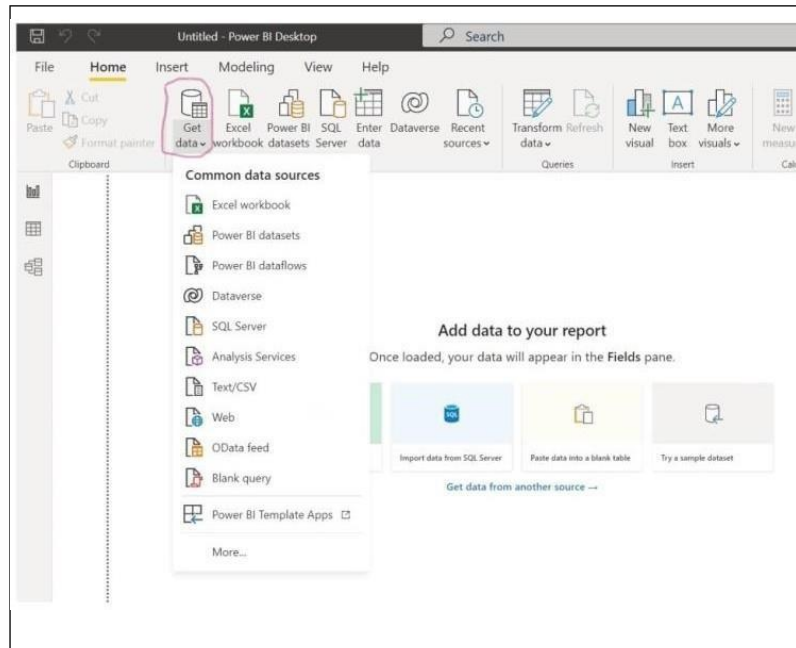 Untitled - Power BI Desktop
Search
File Home Insert Modeling View Help
Paste
Cut
Copy
Format painter
Clipboard
Get data
Excel workbook
Power BI datasets
SQL Server
Enter data
Dataverse
Recent sources
Transform data
Refresh
Queries
New visual
Text box
More visuals
Insert
New
Common data sources
Excel workbook
Power BI datasets
Power BI dataflows
Dataverse
SQL Server
Analysis Services
Text/CSV
Web
OData feed
Blank query
Power BI Template Apps
More...
Add data to your report
Once loaded, your data will appear in the Fields pane.
Import data from SQL Server
Paste data into a blank table
Try a sample dataset
Get data from another source →